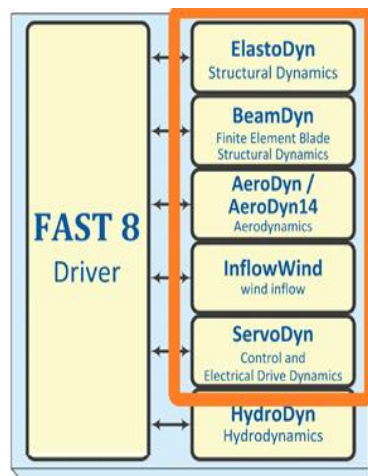 FAST 8
Driver
ElastoDyn
Structural Dynamics
BeamDyn
Finite Element Blade
Structural Dynamics
AeroDyn /
AeroDyn14
Aerodynamics
InflowWind
wind inflow
ServoDyn
Control and
Electrical Drive Dynamics
HydroDyn
Hydrodynamics